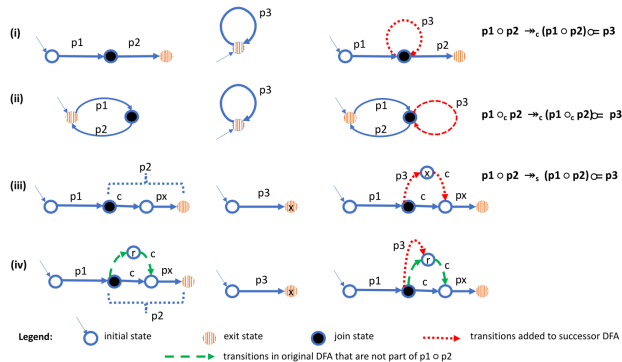 (i) p1 p2 p3 p3 p1 p2 p1 ○ p2 ↠c (p1 ○ p2)⟃= p3
(ii) p1 p2 p3 p1 p2 p3 p1 ○c p2 ↠c (p1 ○c p2)⟃= p3
p2
(iii) p1 c px p3 x p1 p3 x c c px p1 ○ p2 ↠s (p1 ○ p2)⟃= p3
(iv) r c p1 c px p2 p3 x p3 r c p1 c px
Legend: initial state exit state join state transitions added to successor DFA
transitions in original DFA that are not part of p1 ○ p2